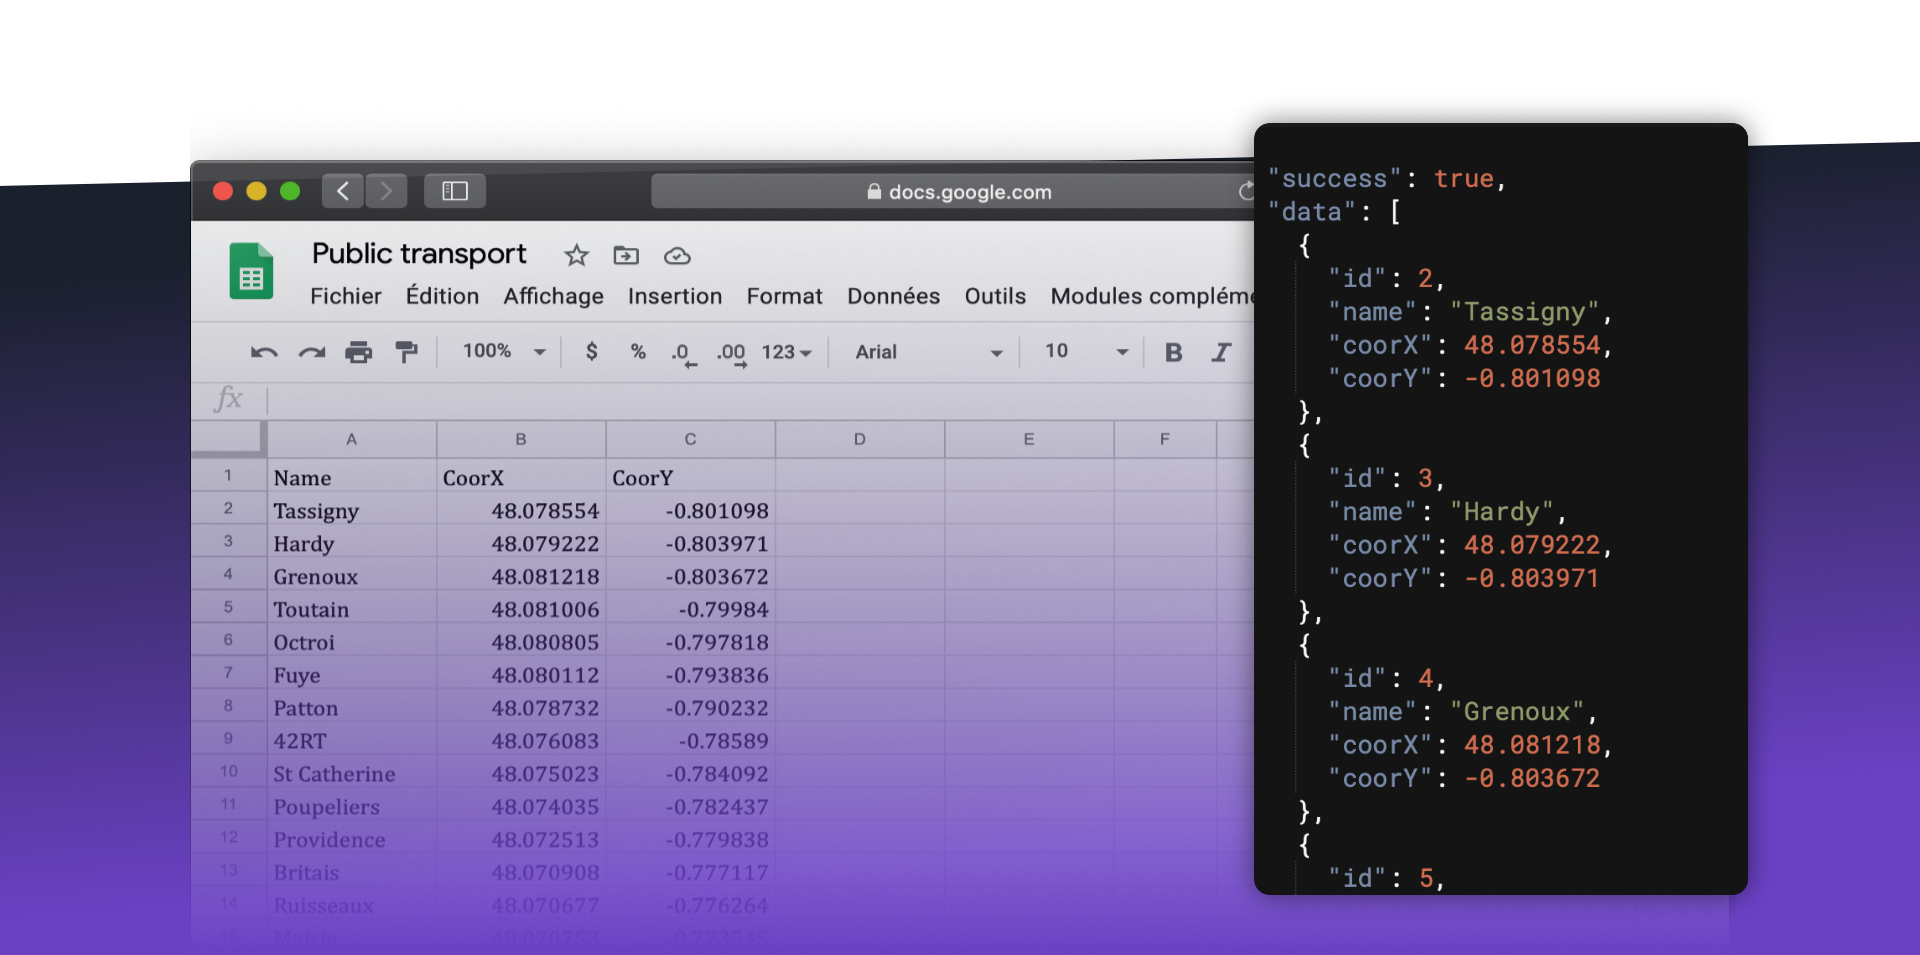 docs.google.com
Public transport
Fichier Édition Affichage Insertion Format Données Outils Modules compléme
100% $ % .0 .00 123 Arial 10 B I
fx
A B C D E F
1 Name CoorX CoorY
2 Tassigny 48.078554 -0.801098
3 Hardy 48.079222 -0.803971
4 Grenoux 48.081218 -0.803672
5 Toutain 48.081006 -0.79984
6 Octroi 48.080805 -0.797818
7 Fuye 48.080112 -0.793836
8 Patton 48.078732 -0.790232
9 42RT 48.076083 -0.78589
10 St Catherine 48.075023 -0.784092
11 Poupeliers 48.074035 -0.782437
12 Providence 48.072513 -0.779838
13 Britais 48.070908 -0.777117
14 Ruisseaux 48.070677 -0.776264
15 Mairie 48.070753 -0.773545
"success": true,
"data": [
{
"id": 2,
"name": "Tassigny",
"coorX": 48.078554,
"coorY": -0.801098
},
{
"id": 3,
"name": "Hardy",
"coorX": 48.079222,
"coorY": -0.803971
},
{
"id": 4,
"name": "Grenoux",
"coorX": 48.081218,
"coorY": -0.803672
},
{
"id": 5,